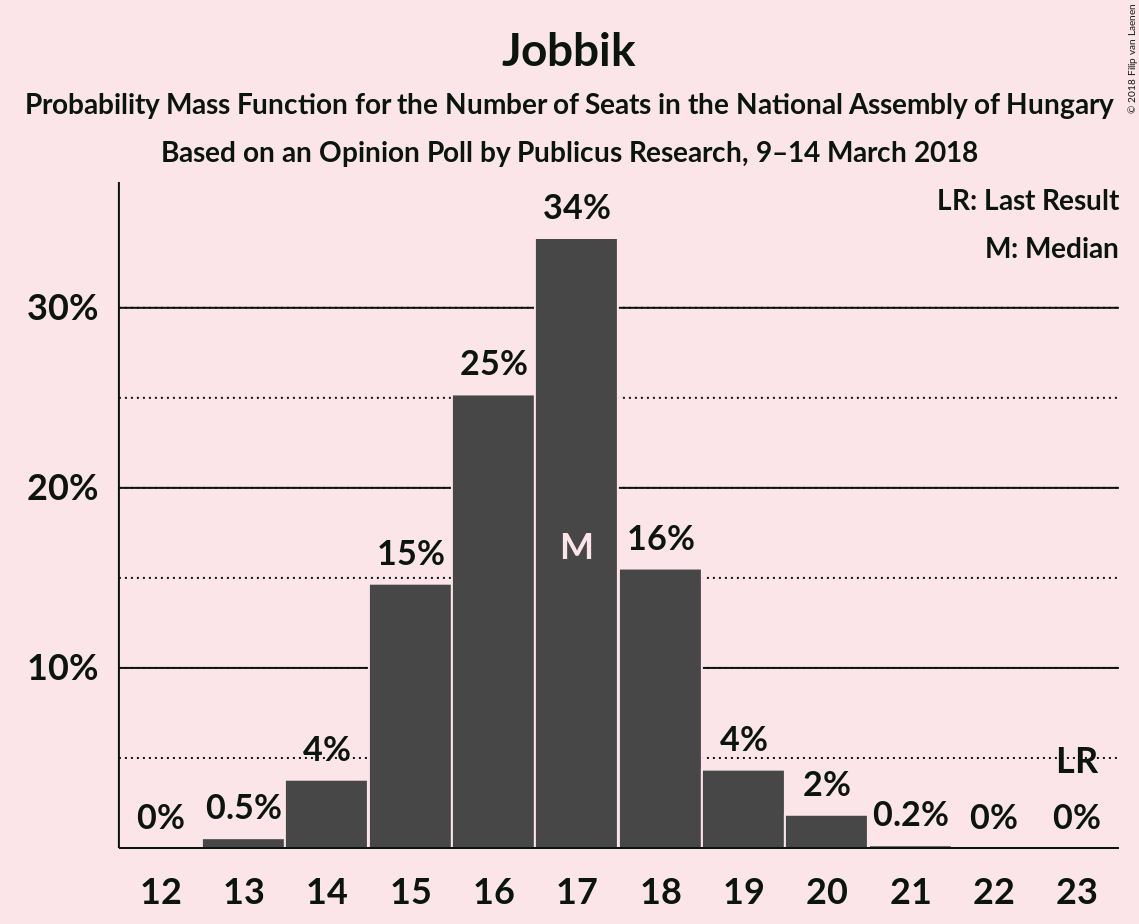 Jobbik
Probability Mass Function for the Number of Seats in the National Assembly of Hungary
Based on an Opinion Poll by Publicus Research, 9–14 March 2018
© 2018 Filip van Laenen
LR: Last Result
M: Median
34%
30%
25%
20%
16%
15%
M
10%
4%
4%
LR
2%
0%
0.5%
0.2%
0%
0%
12 13 14 15 16 17 18 19 20 21 22 23